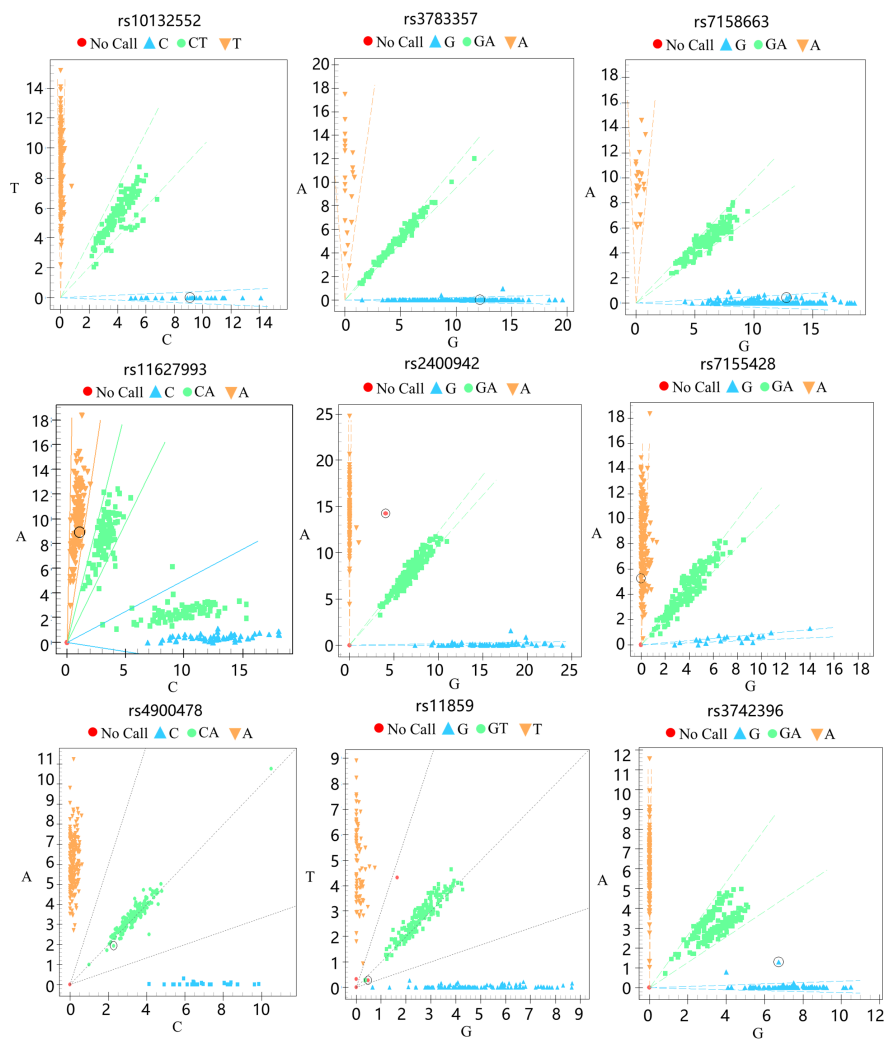 rs10132552
No Call C CT T
14
12
10
8
6
4
2
0
T
0 2 4 6 8 10 12 14
C
rs3783357
No Call G GA A
20
18
16
14
12
10
8
6
4
2
0
A
0 5 10 15 20
G
rs7158663
No Call G GA A
18
16
14
12
10
8
6
4
2
0
A
0 5 10 15
G
rs11627993
No Call C CA A
18
16
14
12
10
8
6
4
2
0
A
0 5 10 15
C
rs2400942
No Call G GA A
25
20
15
10
5
0
A
0 5 10 15 20 25
G
rs7155428
No Call G GA A
18
16
14
12
10
8
6
4
2
0
A
0 2 4 6 8 10 12 14 16 18
G
rs4900478
No Call C CA A
11
10
9
8
7
6
5
4
3
2
1
0
A
0 2 4 6 8 10
C
rs11859
No Call G GT T
9
8
7
6
5
4
3
2
1
0
T
0 1 2 3 4 5 6 7 8 9
G
rs3742396
No Call G GA A
12
11
10
9
8
7
6
5
4
3
2
1
0
A
0 2 4 6 8 10 12
G